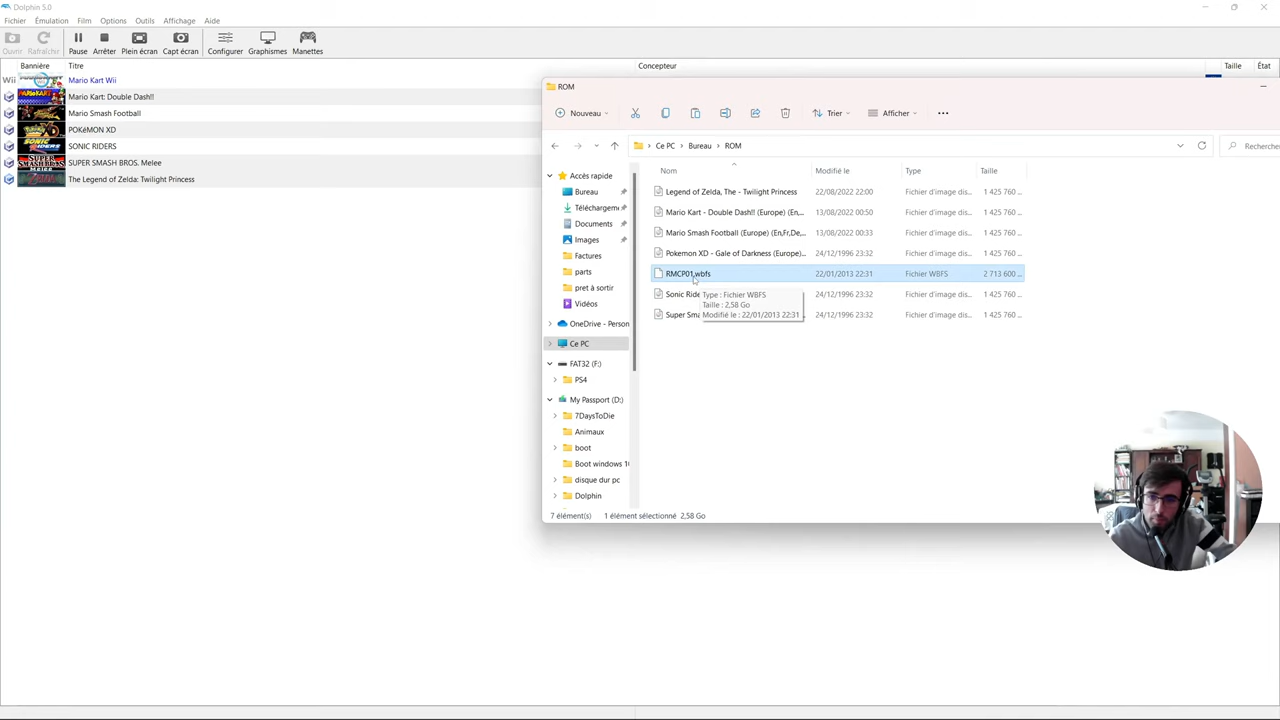 Dolphin 5.0
Fichier Émulation Film Options Outils Affichage Aide
Ouvrir Rafraîchir Pause Arrêter Plein écran Capt écran Configurer Graphismes Manettes
Bannière Titre Concepteur Taille État
Wii Mario Kart Wii
Mario Kart: Double Dash!!
Mario Smash Football
POKéMON XD
SONIC RIDERS
SUPER SMASH BROS. Melee
The Legend of Zelda: Twilight Princess
ROM
Nouveau Trier Afficher
Ce PC Bureau ROM Recherche
Nom Modifié le Type Taille
Accès rapide
Bureau
Téléchargeme
Documents
Images
Factures
parts
pret à sortir
Vidéos
OneDrive - Person
Ce PC
FAT32 (F:)
PS4
My Passport (D:)
7DaysToDie
Animaux
boot
Boot windows 1
disque dur pc
Dolphin
Legend of Zelda, The - Twilight Princess 22/08/2022 22:00 Fichier d'image dis... 1 425 760 ...
Mario Kart - Double Dash!! (Europe) (En,... 13/08/2022 00:50 Fichier d'image dis... 1 425 760 ...
Mario Smash Football (Europe) (En,Fr,De,... 13/08/2022 00:33 Fichier d'image dis... 1 425 760 ...
Pokemon XD - Gale of Darkness (Europe)... 24/12/1996 23:32 Fichier d'image dis... 1 425 760 ...
RMCP01.wbfs 22/01/2013 22:31 Fichier WBFS 2 713 600 ...
Sonic Ride 24/12/1996 23:32 Fichier d'image dis... 1 425 760 ...
Super Sma 24/12/1996 23:32 Fichier d'image dis... 1 425 760 ...
Type : Fichier WBFS
Taille : 2,58 Go
Modifié le : 22/01/2013 22:31
7 élément(s) 1 élément sélectionné 2,58 Go